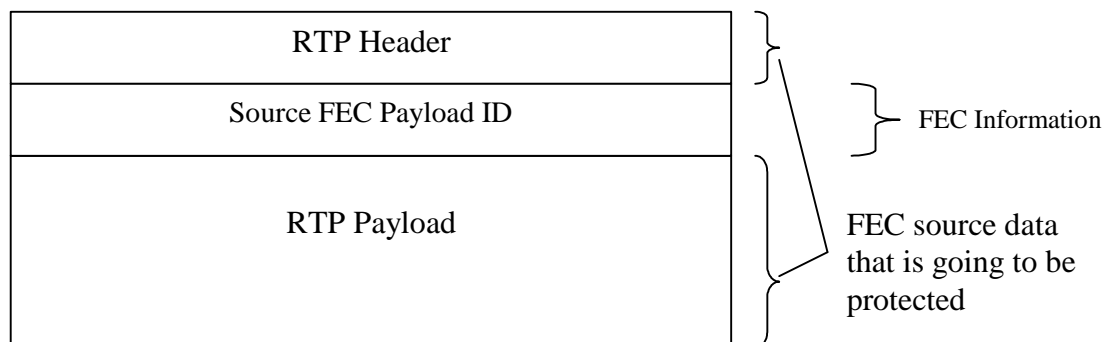 RTP Header
Source FEC Payload ID
FEC Information
RTP Payload
FEC source data
that is going to be
protected